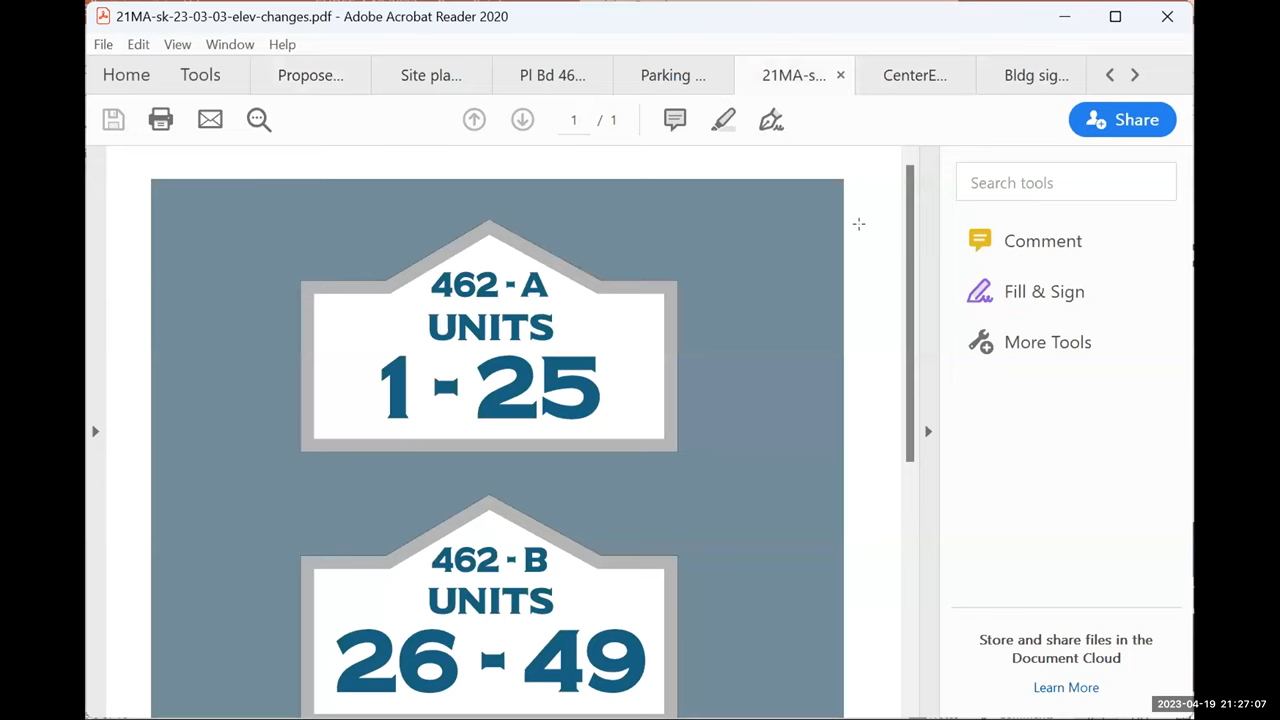 21MA-sk-23-03-03-elev-changes.pdf - Adobe Acrobat Reader 2020
File Edit View Window Help
Home Tools Propose... Site pla... Pl Bd 46... Parking ... 21MA-s... × CenterE... Bldg sig...
1 / 1
Share
Search tools
Comment
Fill & Sign
More Tools
462 - A
UNITS
1 - 25
462 - B
UNITS
26 - 49
Store and share files in the
Document Cloud
Learn More
2023-04-19 21:27:07